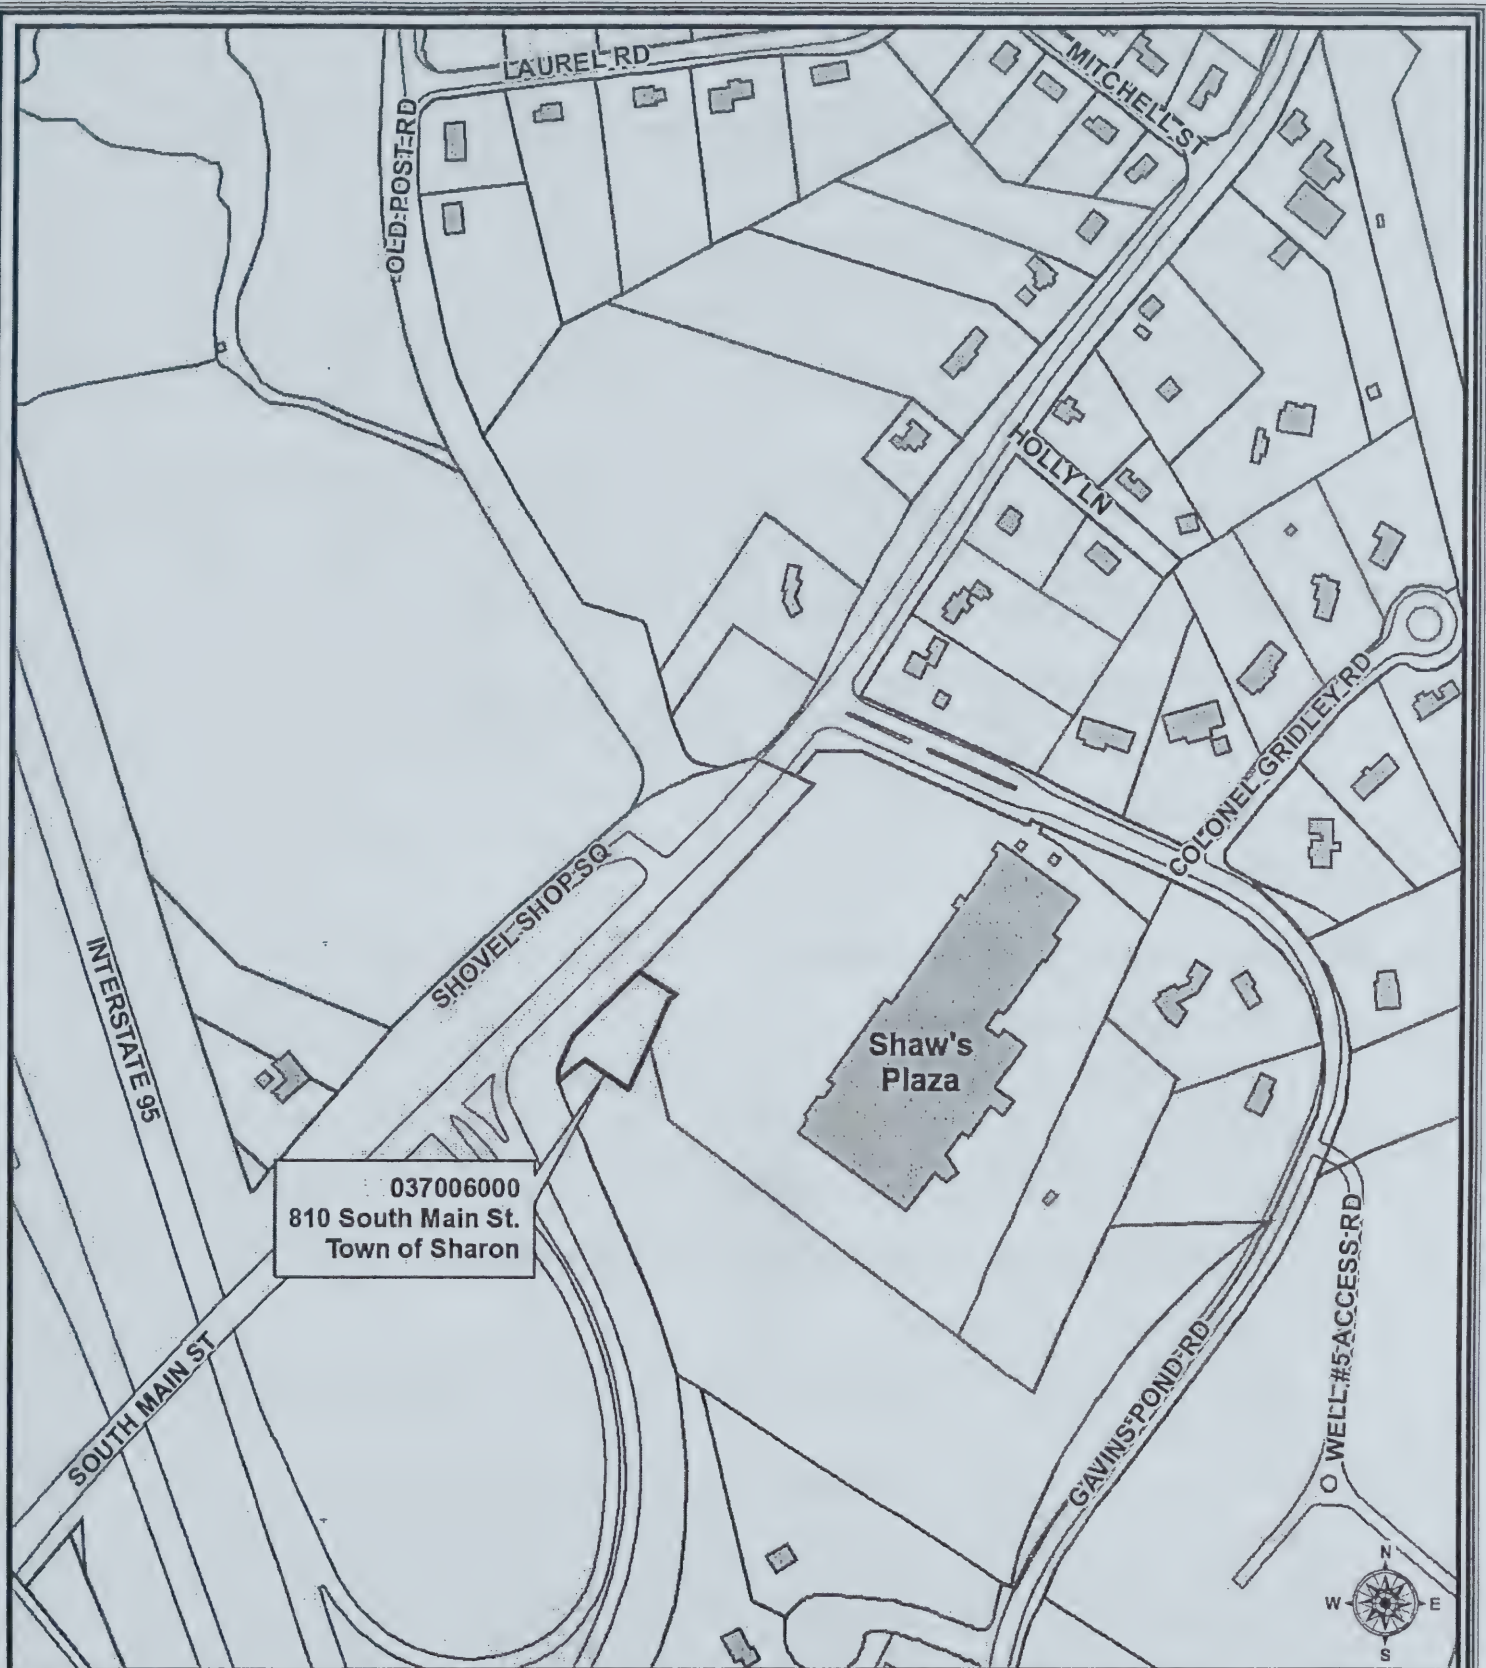 LAUREL RD
MITCHELL ST
OLD POST RD
HOLLY LN
COLONEL GRIDLEY RD
SHOVEL SHOP SQ
INTERSTATE 95
Shaw's
Plaza
037006000
810 South Main St.
Town of Sharon
SOUTH MAIN ST
GAVINS POND RD
WELL #5 ACCESS RD
N
W E
S